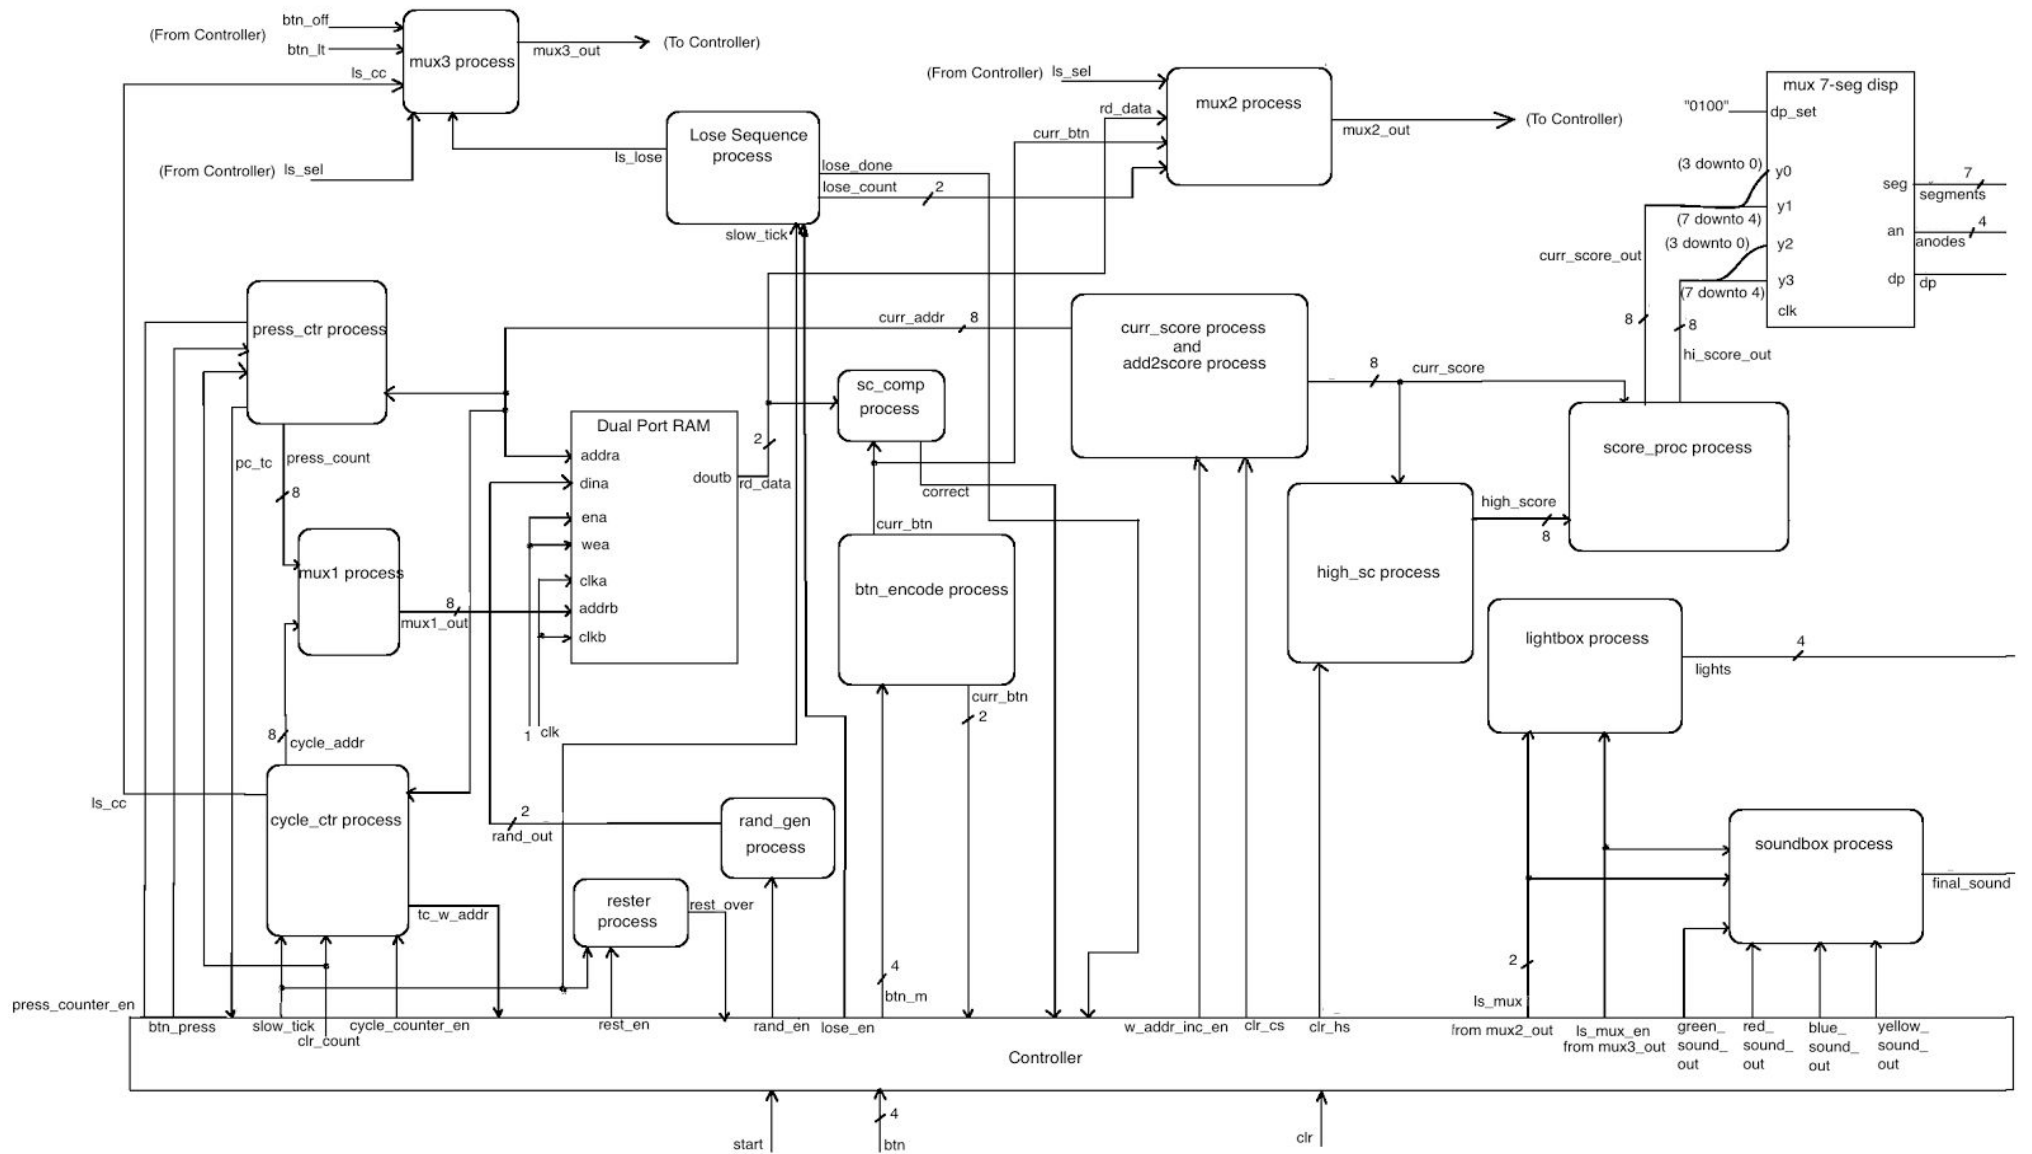 btn_off
(From Controller)
btn_lt
ls_cc
mux3 process
mux3_out
(To Controller)
(From Controller) ls_sel
Lose Sequence
process
ls_lose
lose_done
lose_count
2
slow_tick
(From Controller) ls_sel
rd_data
curr_btn
mux2 process
mux2_out
(To Controller)
mux 7-seg disp
"0100"
dp_set
(3 downto 0)
y0
y1
(7 downto 4)
(3 downto 0)
y2
y3
(7 downto 4)
clk
seg
7
segments
an
4
anodes
dp
dp
curr_score_out
8
8
hi_score_out
press_ctr process
curr_addr
8
curr_score process
and
add2score process
8
curr_score
sc_comp
process
Dual Port RAM
addra
dina
ena
wea
clka
addrb
clkb
doutb
2
rd_data
pc_tc
press_count
8
correct
curr_btn
score_proc process
high_score
8
high_sc process
mux1 process
8
mux1_out
btn_encode process
curr_btn
2
lightbox process
4
lights
1
clk
8
cycle_addr
ls_cc
cycle_ctr process
2
rand_out
rand_gen
process
soundbox process
final_sound
tc_w_addr
rester
process
rest_over
4
btn_m
2
ls_mux
press_counter_en
btn_press
slow_tick
clr_count
cycle_counter_en
rest_en
rand_en
lose_en
w_addr_inc_en
clr_cs
clr_hs
from mux2_out
ls_mux_en
from mux3_out
green_
sound_
out
red_
sound_
out
blue_
sound_
out
yellow_
sound_
out
Controller
start
4
btn
clr